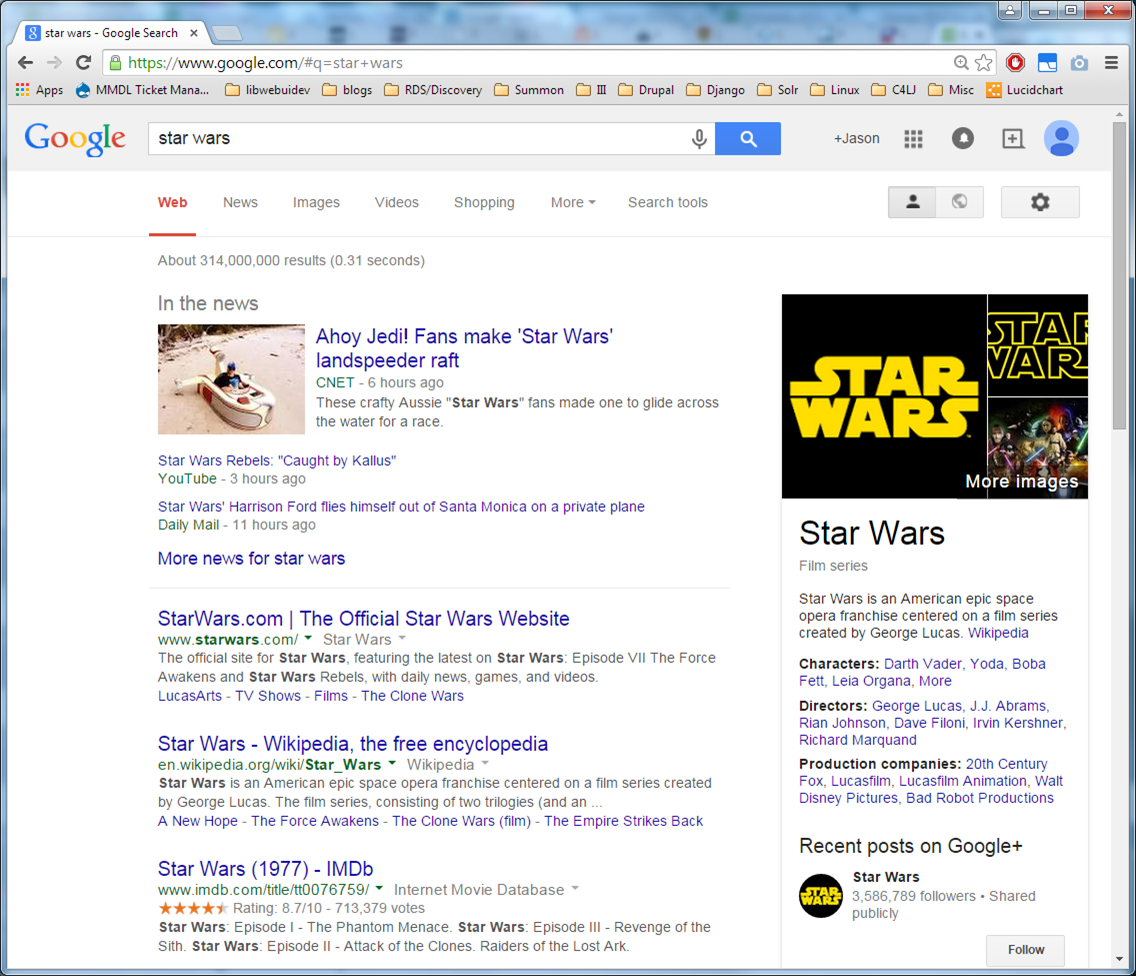 star wars - Google Search
https://www.google.com/#q=star+wars
Apps MMDL Ticket Mana... libwebuidev blogs RDS/Discovery Summon III Drupal Django Solr Linux C4LJ Misc Lucidchart
Google star wars +Jason
Web News Images Videos Shopping More Search tools
About 314,000,000 results (0.31 seconds)
In the news
Ahoy Jedi! Fans make 'Star Wars'
landspeeder raft
CNET - 6 hours ago
These crafty Aussie "Star Wars" fans made one to glide across
the water for a race.
Star Wars Rebels: "Caught by Kallus"
YouTube - 3 hours ago
Star Wars' Harrison Ford flies himself out of Santa Monica on a private plane
Daily Mail - 11 hours ago
More news for star wars
StarWars.com | The Official Star Wars Website
www.starwars.com/ Star Wars
The official site for Star Wars, featuring the latest on Star Wars: Episode VII The Force
Awakens and Star Wars Rebels, with daily news, games, and videos.
LucasArts - TV Shows - Films - The Clone Wars
Star Wars - Wikipedia, the free encyclopedia
en.wikipedia.org/wiki/Star_Wars Wikipedia
Star Wars is an American epic space opera franchise centered on a film series created
by George Lucas. The film series, consisting of two trilogies (and an ...
A New Hope - The Force Awakens - The Clone Wars (film) - The Empire Strikes Back
Star Wars (1977) - IMDb
www.imdb.com/title/tt0076759/ Internet Movie Database
Rating: 8.7/10 - 713,379 votes
Star Wars: Episode I - The Phantom Menace. Star Wars: Episode III - Revenge of the
Sith. Star Wars: Episode II - Attack of the Clones. Raiders of the Lost Ark.
STAR
WARS
STAR
WAR
More images
Star Wars
Film series
Star Wars is an American epic space
opera franchise centered on a film series
created by George Lucas. Wikipedia
Characters: Darth Vader, Yoda, Boba
Fett, Leia Organa, More
Directors: George Lucas, J.J. Abrams,
Rian Johnson, Dave Filoni, Irvin Kershner,
Richard Marquand
Production companies: 20th Century
Fox, Lucasfilm, Lucasfilm Animation, Walt
Disney Pictures, Bad Robot Productions
Recent posts on Google+
STAR
WARS
Star Wars
3,586,789 followers • Shared
publicly
Follow